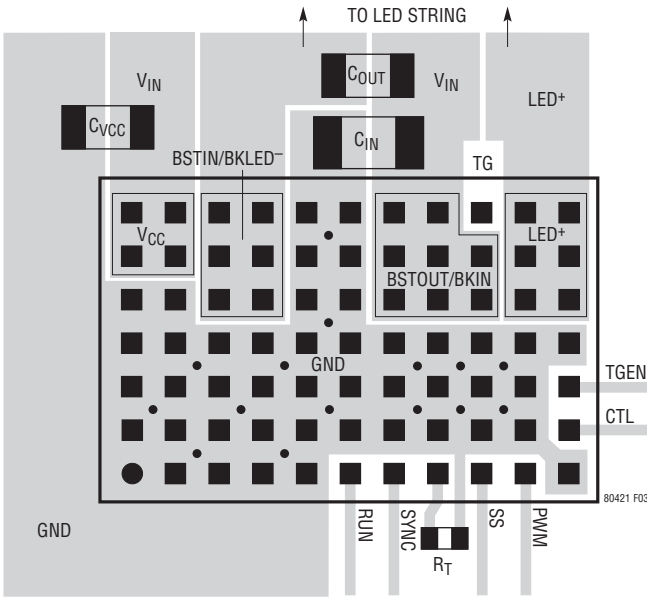 TO LED STRING
VIN
COUT
VIN
LED+
CVCC
CIN
BSTIN/BKLED–
TG
VCC
LED+
BSTOUT/BKIN
GND
TGEN
CTL
80421 F03
GND
RUN
SYNC
RT
SS
PWM